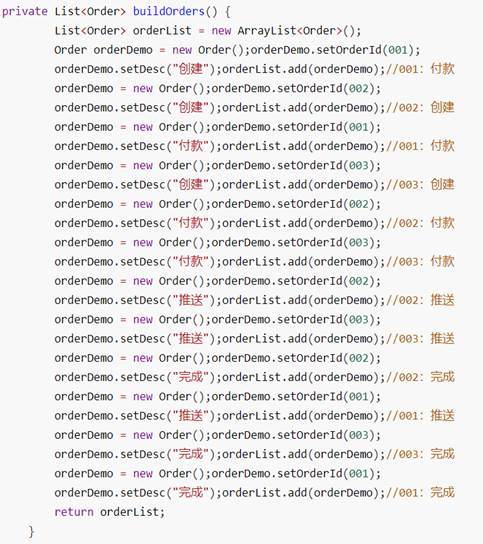 private List<Order> buildOrders() {
List<Order> orderList = new ArrayList<Order>();
Order orderDemo = new Order();orderDemo.setOrderId(001);
orderDemo.setDesc("创建");orderList.add(orderDemo);//001：付款
orderDemo = new Order();orderDemo.setOrderId(002);
orderDemo.setDesc("创建");orderList.add(orderDemo);//002：创建
orderDemo = new Order();orderDemo.setOrderId(001);
orderDemo.setDesc("付款");orderList.add(orderDemo);//001：付款
orderDemo = new Order();orderDemo.setOrderId(003);
orderDemo.setDesc("创建");orderList.add(orderDemo);//003：创建
orderDemo = new Order();orderDemo.setOrderId(002);
orderDemo.setDesc("付款");orderList.add(orderDemo);//002：付款
orderDemo = new Order();orderDemo.setOrderId(003);
orderDemo.setDesc("付款");orderList.add(orderDemo);//003：付款
orderDemo = new Order();orderDemo.setOrderId(002);
orderDemo.setDesc("推送");orderList.add(orderDemo);//002：推送
orderDemo = new Order();orderDemo.setOrderId(003);
orderDemo.setDesc("推送");orderList.add(orderDemo);//003：推送
orderDemo = new Order();orderDemo.setOrderId(002);
orderDemo.setDesc("完成");orderList.add(orderDemo);//002：完成
orderDemo = new Order();orderDemo.setOrderId(001);
orderDemo.setDesc("推送");orderList.add(orderDemo);//001：推送
orderDemo = new Order();orderDemo.setOrderId(003);
orderDemo.setDesc("完成");orderList.add(orderDemo);//003：完成
orderDemo = new Order();orderDemo.setOrderId(001);
orderDemo.setDesc("完成");orderList.add(orderDemo);//001：完成
return orderList;
}